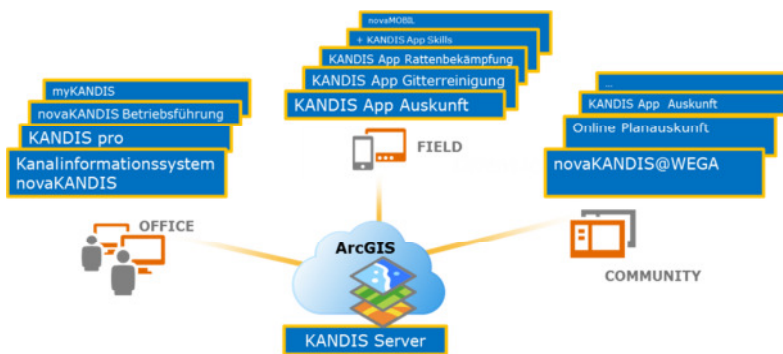 myKANDIS
novaKANDIS Betriebsführung
KANDIS pro
Kanalinformationssystem
novaKANDIS
OFFICE
novaMOBIL
+ KANDIS App Skills
KANDIS App Rattenbekämpfung
KANDIS App Gitterreinigung
KANDIS App Auskunft
FIELD
...
KANDIS App Auskunft
Online Planauskunft
novaKANDIS@WEGA
COMMUNITY
ArcGIS
KANDIS Server